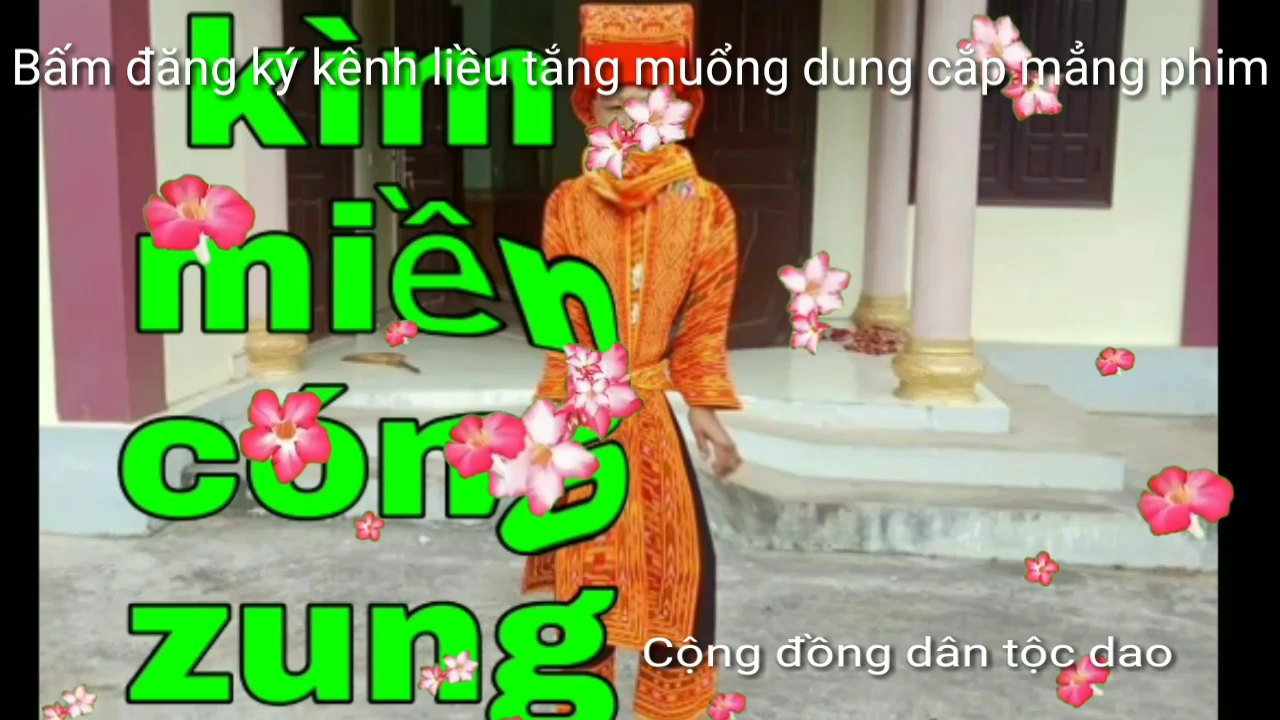 Bấm đăng ký kênh liều tắng muổng dung cắp mẳng phim
kìm
miền
cóng
zung
Cộng đồng dân tộc dao